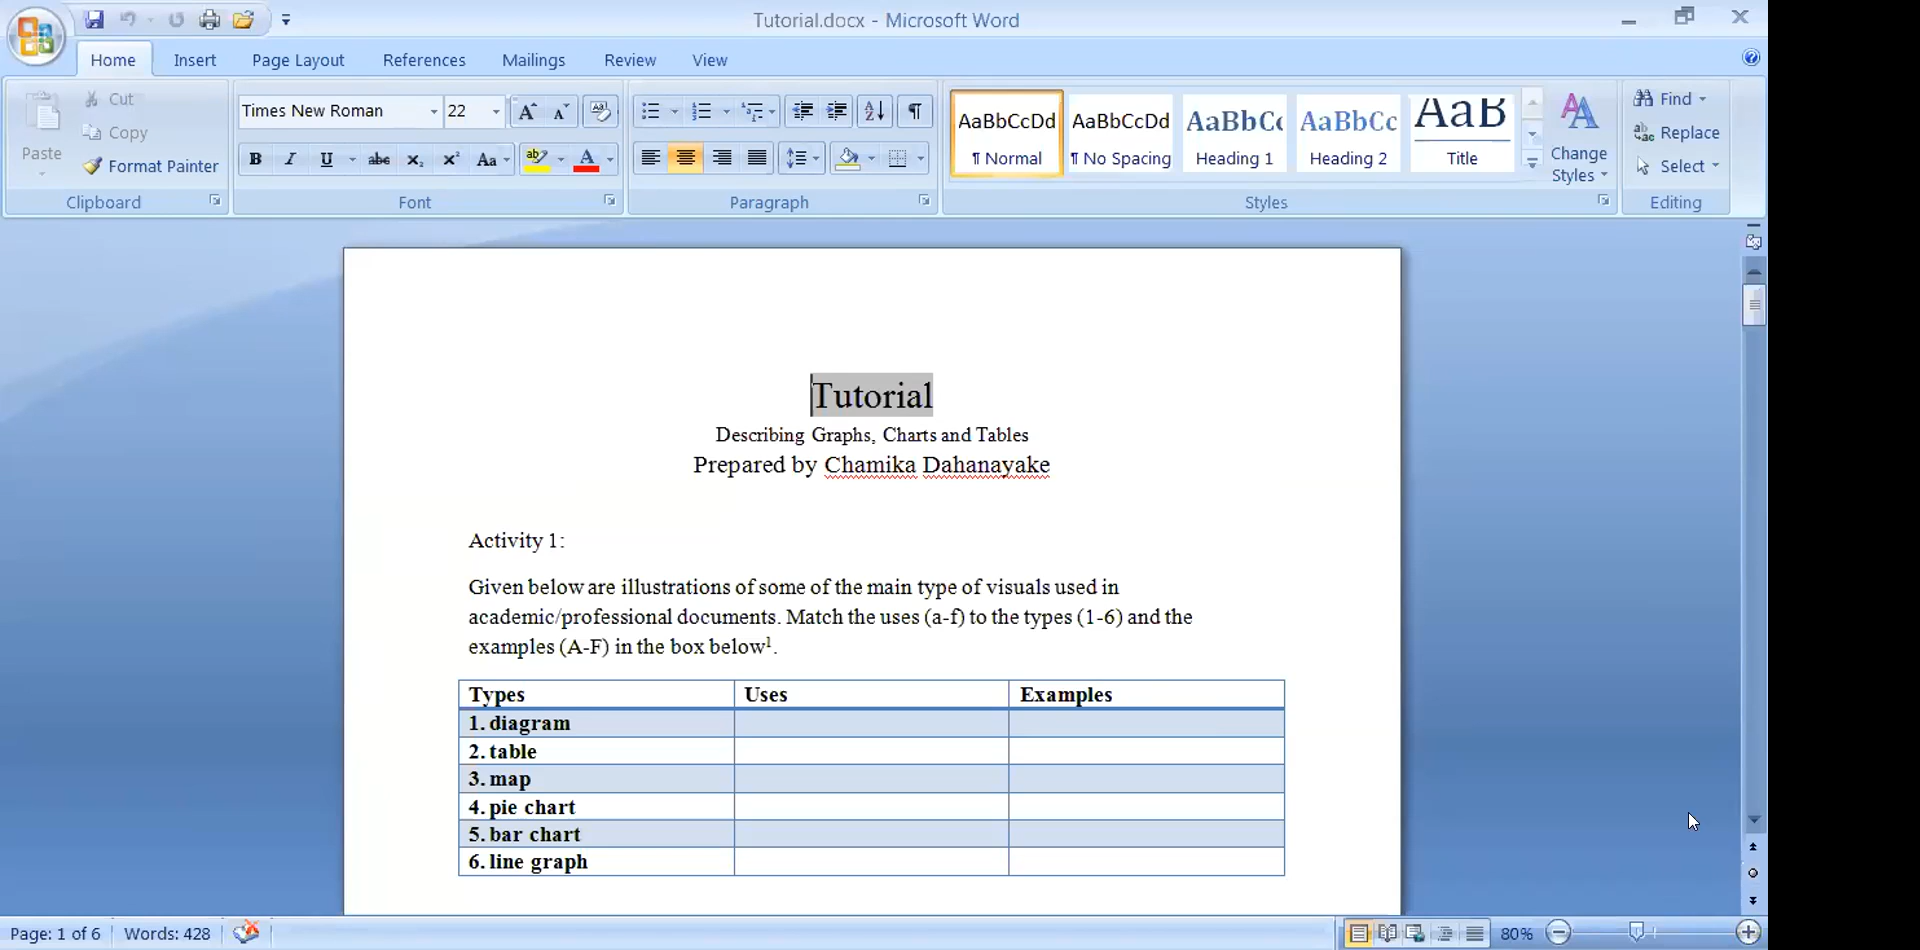 Tutorial.docx - Microsoft Word
Home Insert Page Layout References Mailings Review View
Paste
Cut
Copy
Format Painter
Clipboard
Times New Roman 22
B I U abc x₂ x² Aa ab A
Font
Paragraph
AaBbCcDd AaBbCcDd AaBbCc AaBbCc AaB
¶ Normal ¶ No Spacing Heading 1 Heading 2 Title
Change Styles
Styles
Find
Replace
Select
Editing
Tutorial
Describing Graphs, Charts and Tables
Prepared by Chamika Dahanayake
Activity 1:
Given below are illustrations of some of the main type of visuals used in
academic/professional documents. Match the uses (a-f) to the types (1-6) and the
examples (A-F) in the box below¹.
Types Uses Examples
1. diagram
2. table
3. map
4. pie chart
5. bar chart
6. line graph
Page: 1 of 6 Words: 428 80%